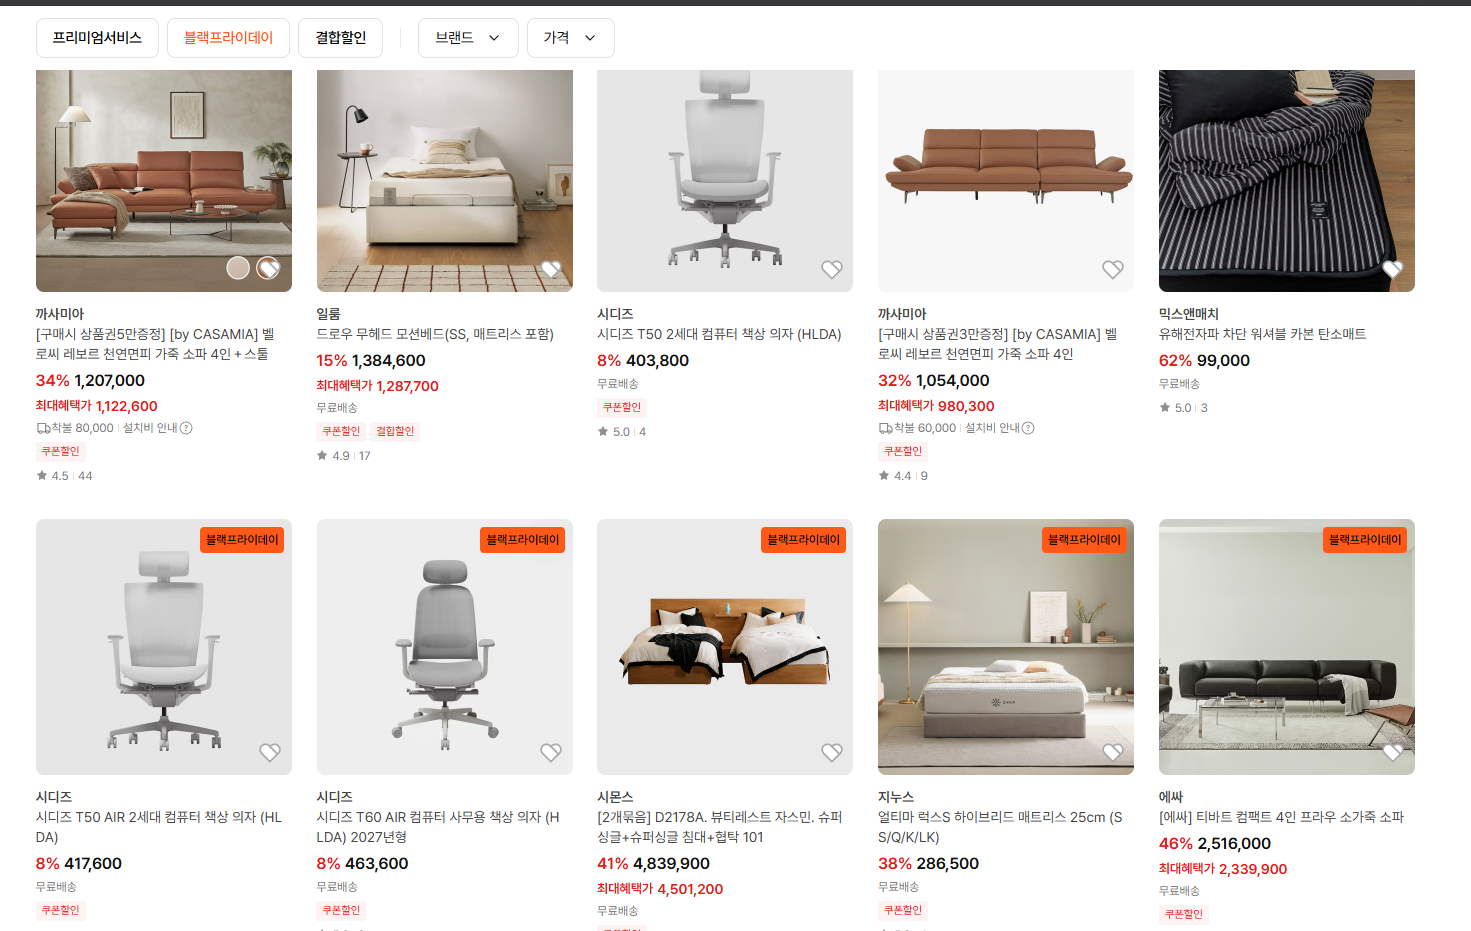 프리미엄서비스
블랙프라이데이
결합할인
브랜드
가격
까사미아
[구매시 상품권5만증정] [by CASAMIA] 벨
로씨 레보르 천연면피 가죽 소파 4인 + 스툴
34% 1,207,000
최대혜택가 1,122,600
착불 80,000 설치비 안내 ?
쿠폰할인
4.5 44
일룸
드로우 무헤드 모션베드(SS, 매트리스 포함)
15% 1,384,600
최대혜택가 1,287,700
무료배송
쿠폰할인 결합할인
4.9 17
시디즈
시디즈 T50 2세대 컴퓨터 책상 의자 (HLDA)
8% 403,800
무료배송
쿠폰할인
5.0 4
까사미아
[구매시 상품권3만증정] [by CASAMIA] 벨
로씨 레보르 천연면피 가죽 소파 4인
32% 1,054,000
최대혜택가 980,300
착불 60,000 설치비 안내 ?
쿠폰할인
4.4 9
믹스앤매치
유해전자파 차단 워셔블 카본 탄소매트
62% 99,000
무료배송
5.0 3
블랙프라이데이
시디즈
시디즈 T50 AIR 2세대 컴퓨터 책상 의자 (HL
DA)
8% 417,600
무료배송
쿠폰할인
블랙프라이데이
시디즈
시디즈 T60 AIR 컴퓨터 사무용 책상 의자 (H
LDA) 2027년형
8% 463,600
무료배송
쿠폰할인
블랙프라이데이
시몬스
[2개묶음] D2178A. 뷰티레스트 자스민. 슈퍼
싱글+슈퍼싱글 침대+협탁 101
41% 4,839,900
최대혜택가 4,501,200
무료배송
블랙프라이데이
지누스
얼티마 럭스S 하이브리드 매트리스 25cm (S
S/Q/K/LK)
38% 286,500
무료배송
쿠폰할인
블랙프라이데이
에싸
[에싸] 티바트 컴팩트 4인 프라우 소가죽 소파
46% 2,516,000
최대혜택가 2,339,900
무료배송
쿠폰할인